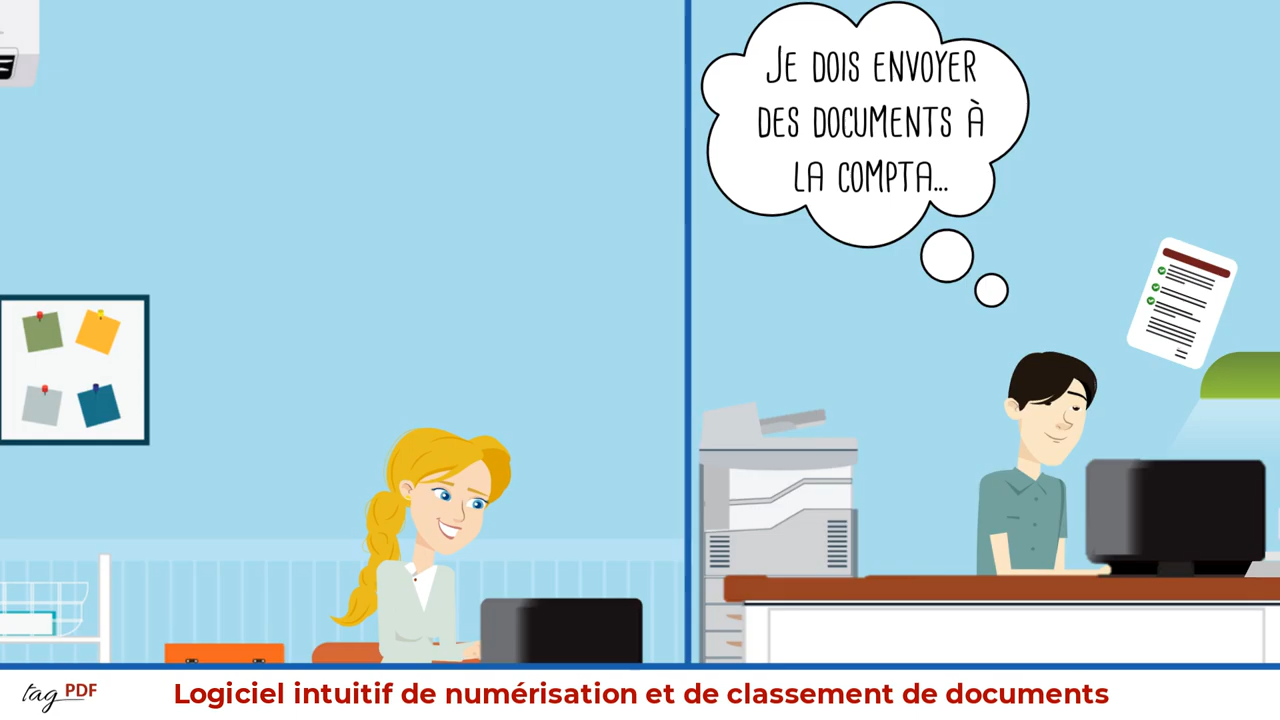 JE DOIS ENVOYER
DES DOCUMENTS À
LA COMPTA...
tag PDF
Logiciel intuitif de numérisation et de classement de documents